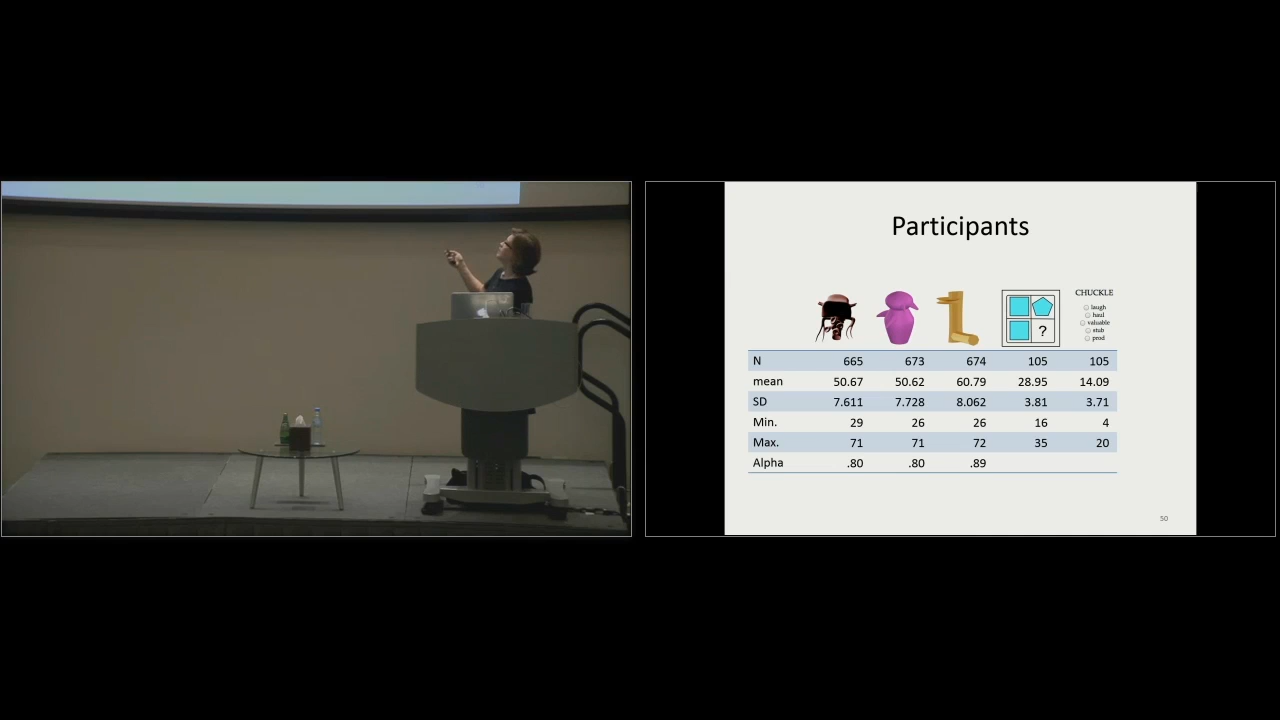 Participants
CHUCKLE
laugh
haul
valuable
stub
prod
?
N 665 673 674 105 105
mean 50.67 50.62 60.79 28.95 14.09
SD 7.611 7.728 8.062 3.81 3.71
Min. 29 26 26 16 4
Max. 71 71 72 35 20
Alpha .80 .80 .89
50